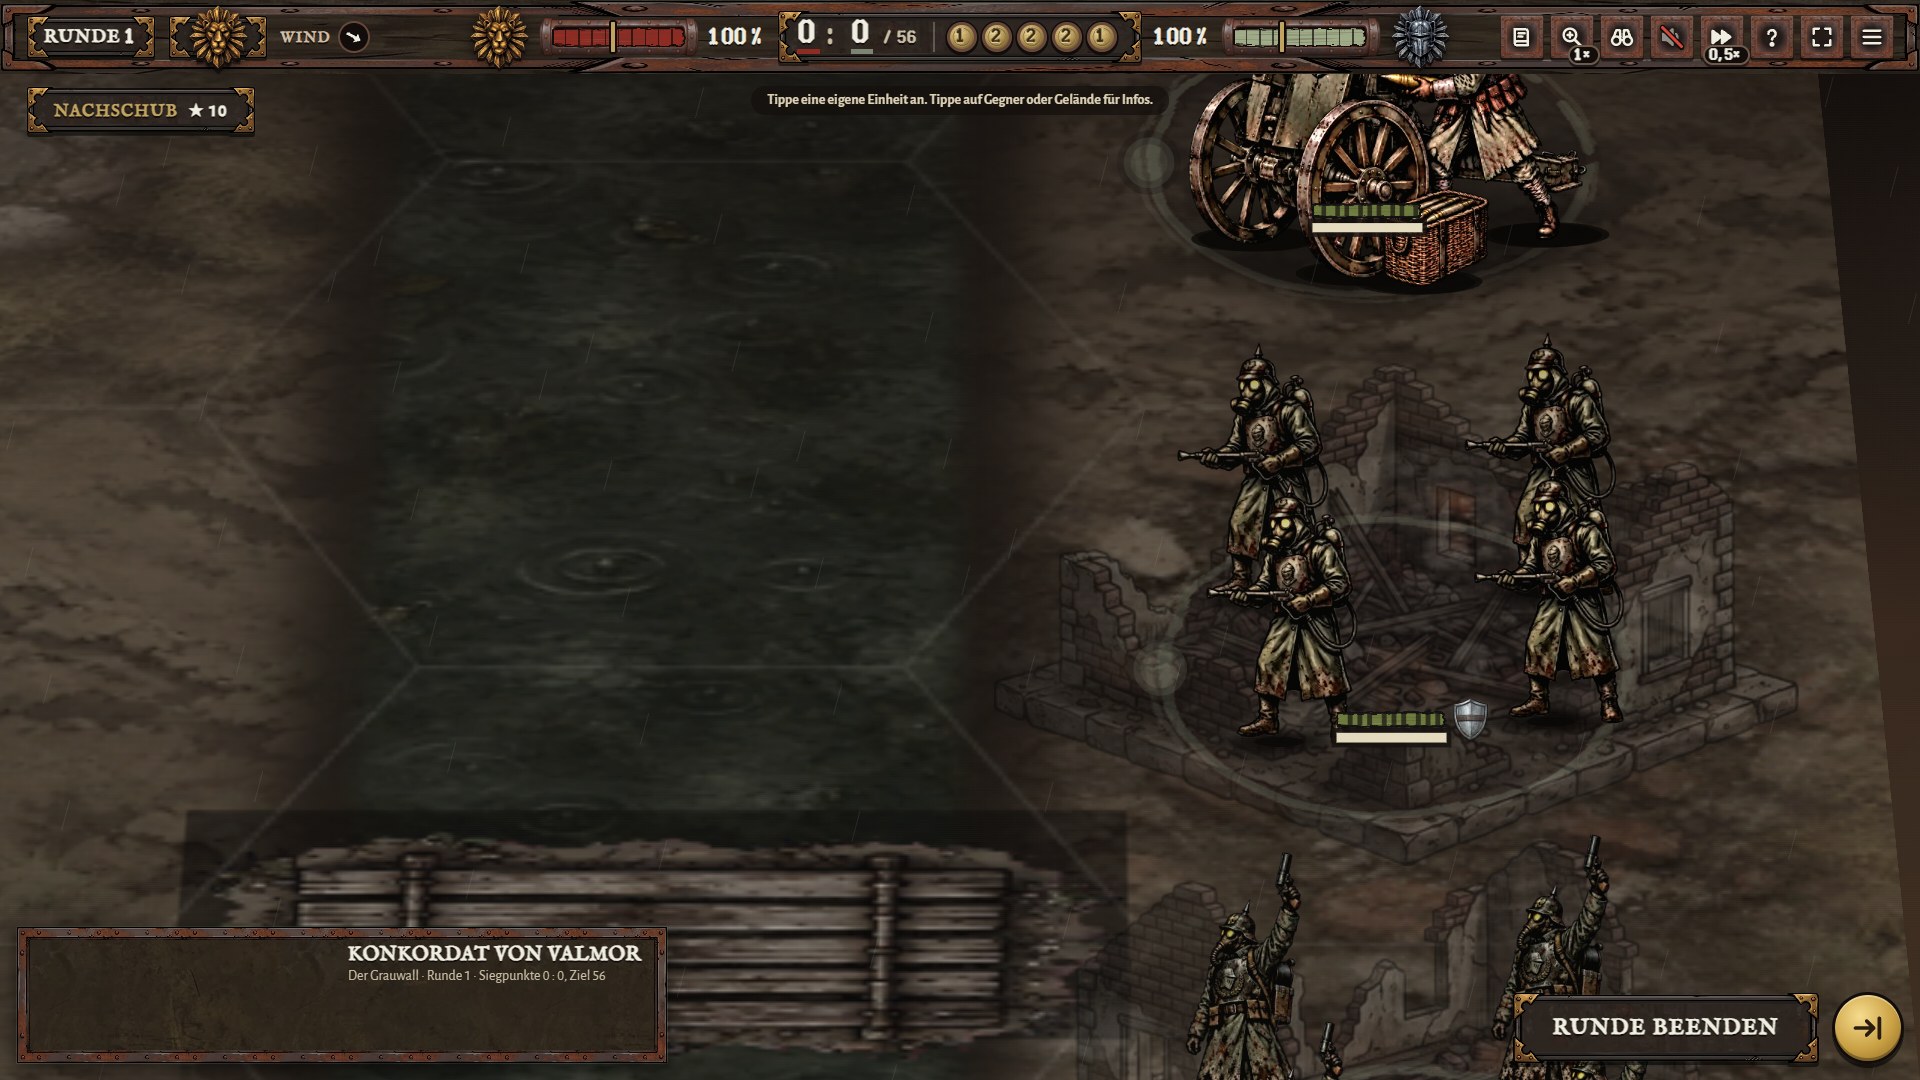 RUNDE 1
WIND
100 %
0 : 0 / 56
1 2 2 2 1
100 %
1×
0,5×
?
NACHSCHUB ★ 10
Tippe eine eigene Einheit an. Tippe auf Gegner oder Gelände für Infos.
KONKORDAT VON VALMOR
Der Grauwall · Runde 1 · Siegpunkte 0 : 0, Ziel 56
RUNDE BEENDEN